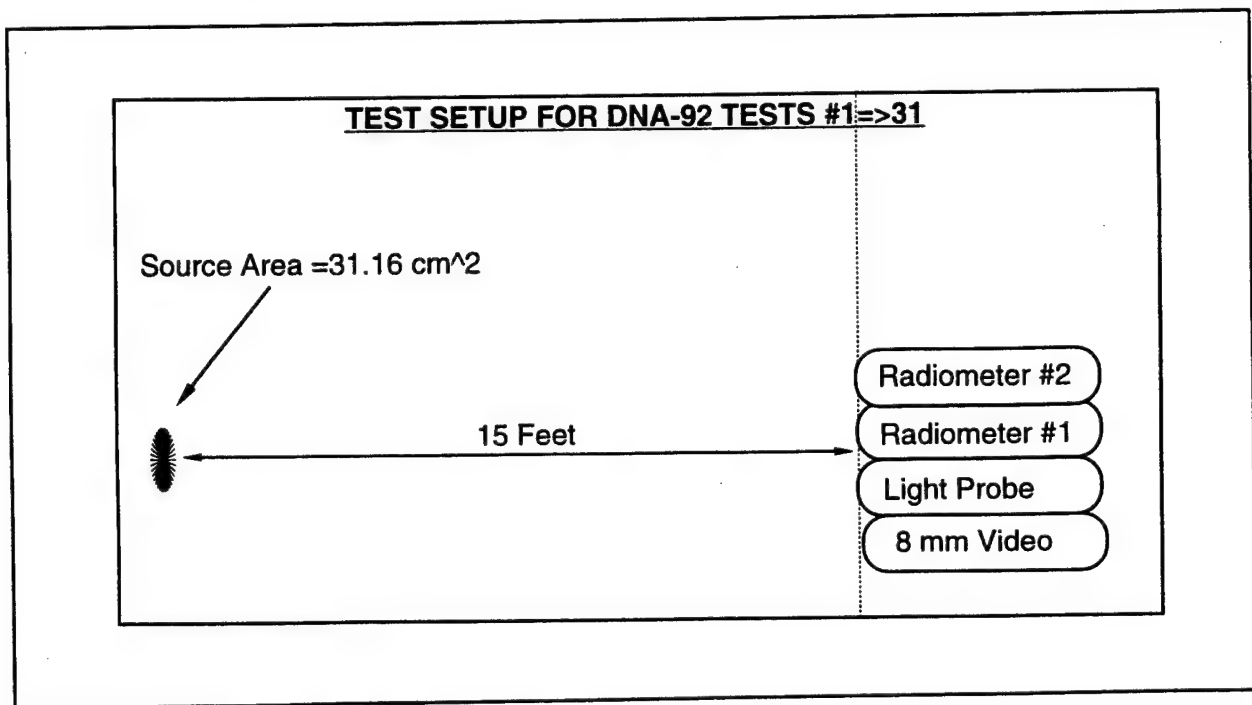 TEST SETUP FOR DNA-92 TESTS #1=>31
Source Area =31.16 cm^2
15 Feet
Radiometer #2
Radiometer #1
Light Probe
8 mm Video